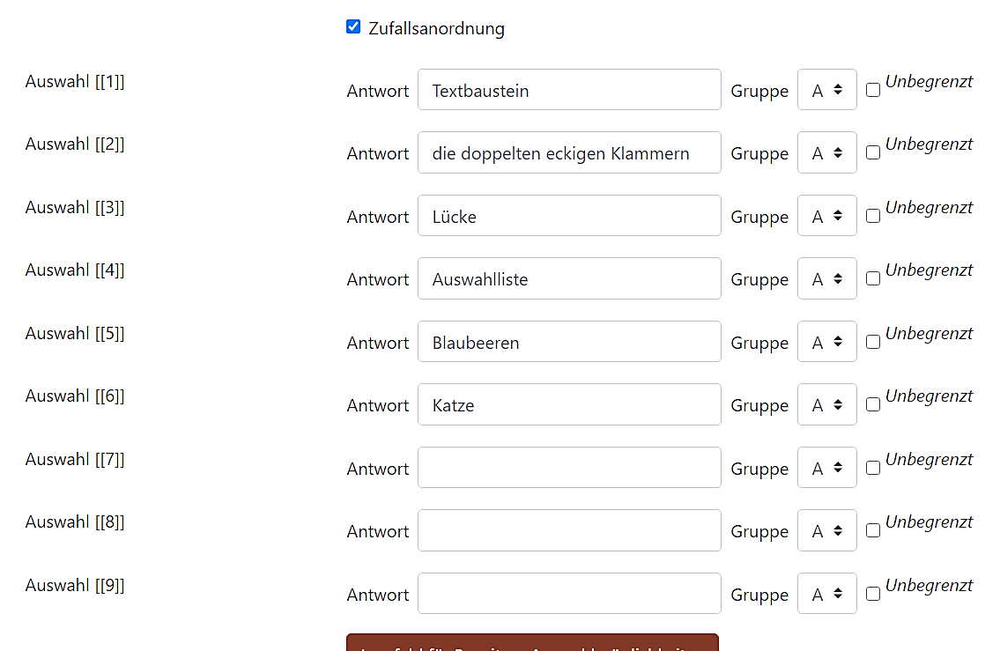 Zufallsanordnung
Auswahl [[1]] Antwort Textbaustein Gruppe A Unbegrenzt
Auswahl [[2]] Antwort die doppelten eckigen Klammern Gruppe A Unbegrenzt
Auswahl [[3]] Antwort Lücke Gruppe A Unbegrenzt
Auswahl [[4]] Antwort Auswahlliste Gruppe A Unbegrenzt
Auswahl [[5]] Antwort Blaubeeren Gruppe A Unbegrenzt
Auswahl [[6]] Antwort Katze Gruppe A Unbegrenzt
Auswahl [[7]] Antwort Gruppe A Unbegrenzt
Auswahl [[8]] Antwort Gruppe A Unbegrenzt
Auswahl [[9]] Antwort Gruppe A Unbegrenzt